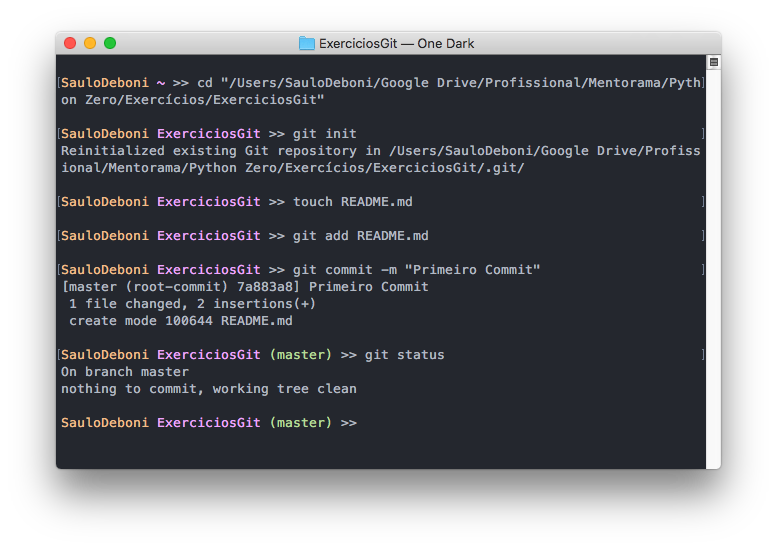 ExerciciosGit — One Dark
[SauloDeboni ~ >> cd "/Users/SauloDeboni/Google Drive/Profissional/Mentorama/Pyth]
on Zero/Exercícios/ExerciciosGit"
[SauloDeboni ExerciciosGit >> git init ]
Reinitialized existing Git repository in /Users/SauloDeboni/Google Drive/Profiss
ional/Mentorama/Python Zero/Exercícios/ExerciciosGit/.git/
[SauloDeboni ExerciciosGit >> touch README.md ]
[SauloDeboni ExerciciosGit >> git add README.md ]
[SauloDeboni ExerciciosGit >> git commit -m "Primeiro Commit" ]
[master (root-commit) 7a883a8] Primeiro Commit
 1 file changed, 2 insertions(+)
 create mode 100644 README.md
[SauloDeboni ExerciciosGit (master) >> git status ]
On branch master
nothing to commit, working tree clean
SauloDeboni ExerciciosGit (master) >>